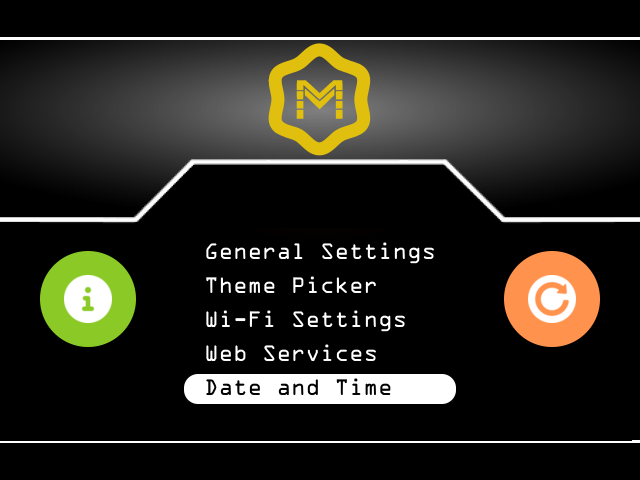 M
General Settings
Theme Picker
Wi-Fi Settings
Web Services
Date and Time